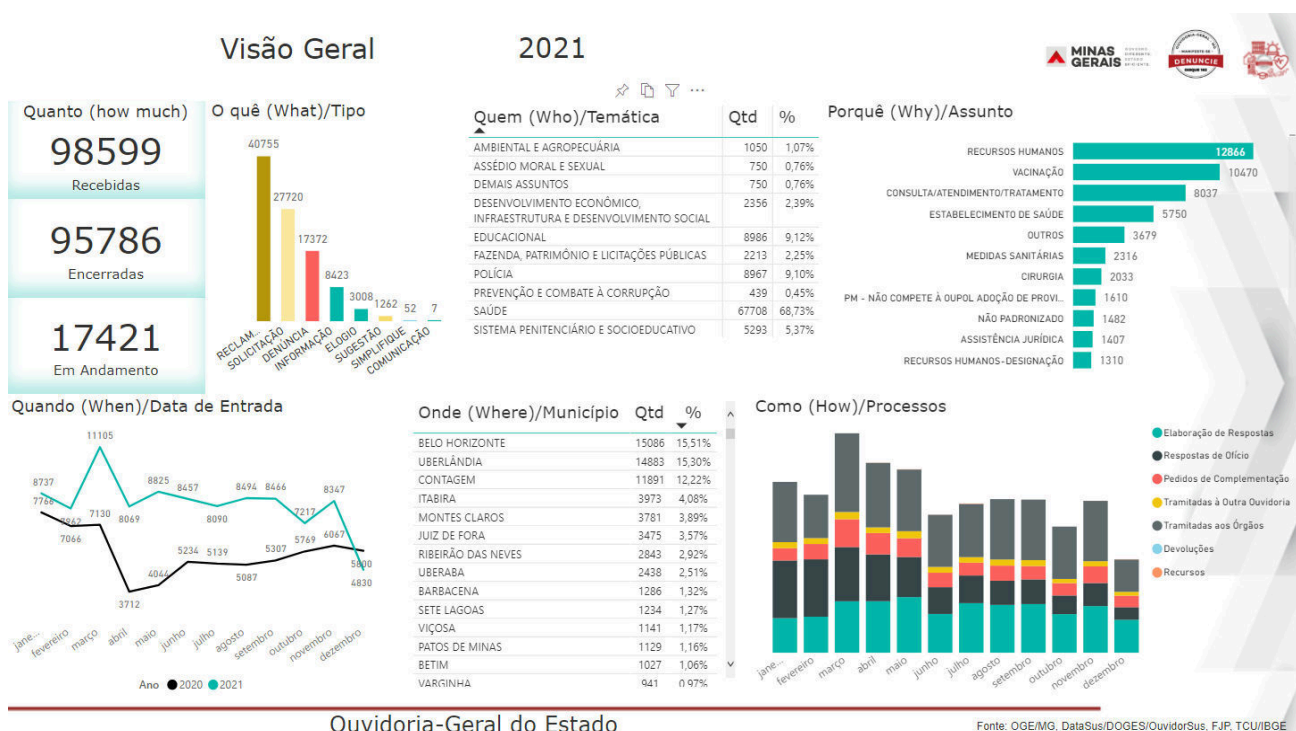 Visão Geral
2021
MINAS GERAIS
GOVERNO DIFERENTE. ESTADO EFICIENTE.
MANIFESTE-SE
DENUNCIE
DISQUE 162
Quanto (how much)
98599
Recebidas
95786
Encerradas
17421
Em Andamento
O quê (What)/Tipo
40755
27720
17372
8423
3008
1262
52
7
RECLAM...
SOLICITAÇÃO
DENÚNCIA
INFORMAÇÃO
ELOGIO
SUGESTÃO
SIMPLIFIQUE
COMUNICAÇÃO
Quem (Who)/Temática Qtd %
AMBIENTAL E AGROPECUÁRIA 1050 1,07%
ASSÉDIO MORAL E SEXUAL 750 0,76%
DEMAIS ASSUNTOS 750 0,76%
DESENVOLVIMENTO ECONÔMICO, 2356 2,39%
INFRAESTRUTURA E DESENVOLVIMENTO SOCIAL
EDUCACIONAL 8986 9,12%
FAZENDA, PATRIMÔNIO E LICITAÇÕES PÚBLICAS 2213 2,25%
POLÍCIA 8967 9,10%
PREVENÇÃO E COMBATE À CORRUPÇÃO 439 0,45%
SAÚDE 67708 68,73%
SISTEMA PENITENCIÁRIO E SOCIOEDUCATIVO 5293 5,37%
Porquê (Why)/Assunto
RECURSOS HUMANOS 12866
VACINAÇÃO 10470
CONSULTA/ATENDIMENTO/TRATAMENTO 8037
ESTABELECIMENTO DE SAÚDE 5750
OUTROS 3679
MEDIDAS SANITÁRIAS 2316
CIRURGIA 2033
PM - NÃO COMPETE À OUPOL ADOÇÃO DE PROVI... 1610
NÃO PADRONIZADO 1482
ASSISTÊNCIA JURÍDICA 1407
RECURSOS HUMANOS-DESIGNAÇÃO 1310
Quando (When)/Data de Entrada
8737
7862
11105
8069
8825
8457
8090
8494
8466
7217
8347
4830
7766
7066
7130
3712
4044
5234
5139
5087
5307
5769
6067
5800
jane...
fevereiro
março
abril
maio
junho
julho
agosto
setembro
outubro
novembro
dezembro
Ano 2020 2021
Onde (Where)/Município Qtd %
BELO HORIZONTE 15086 15,51%
UBERLÂNDIA 14883 15,30%
CONTAGEM 11891 12,22%
ITABIRA 3973 4,08%
MONTES CLAROS 3781 3,89%
JUIZ DE FORA 3475 3,57%
RIBEIRÃO DAS NEVES 2843 2,92%
UBERABA 2438 2,51%
BARBACENA 1286 1,32%
SETE LAGOAS 1234 1,27%
VIÇOSA 1141 1,17%
PATOS DE MINAS 1129 1,16%
BETIM 1027 1,06%
VARGINHA 941 0,97%
Como (How)/Processos
Elaboração de Respostas
Respostas de Ofício
Pedidos de Complementação
Tramitadas à Outra Ouvidoria
Tramitadas aos Órgãos
Devoluções
Recursos
jane...
fevereiro
março
abril
maio
junho
julho
agosto
setembro
outubro
novembro
dezembro
Ouvidoria-Geral do Estado
Fonte: OGE/MG, DataSus/DOGES/OuvidorSus, FJP, TCU/IBGE